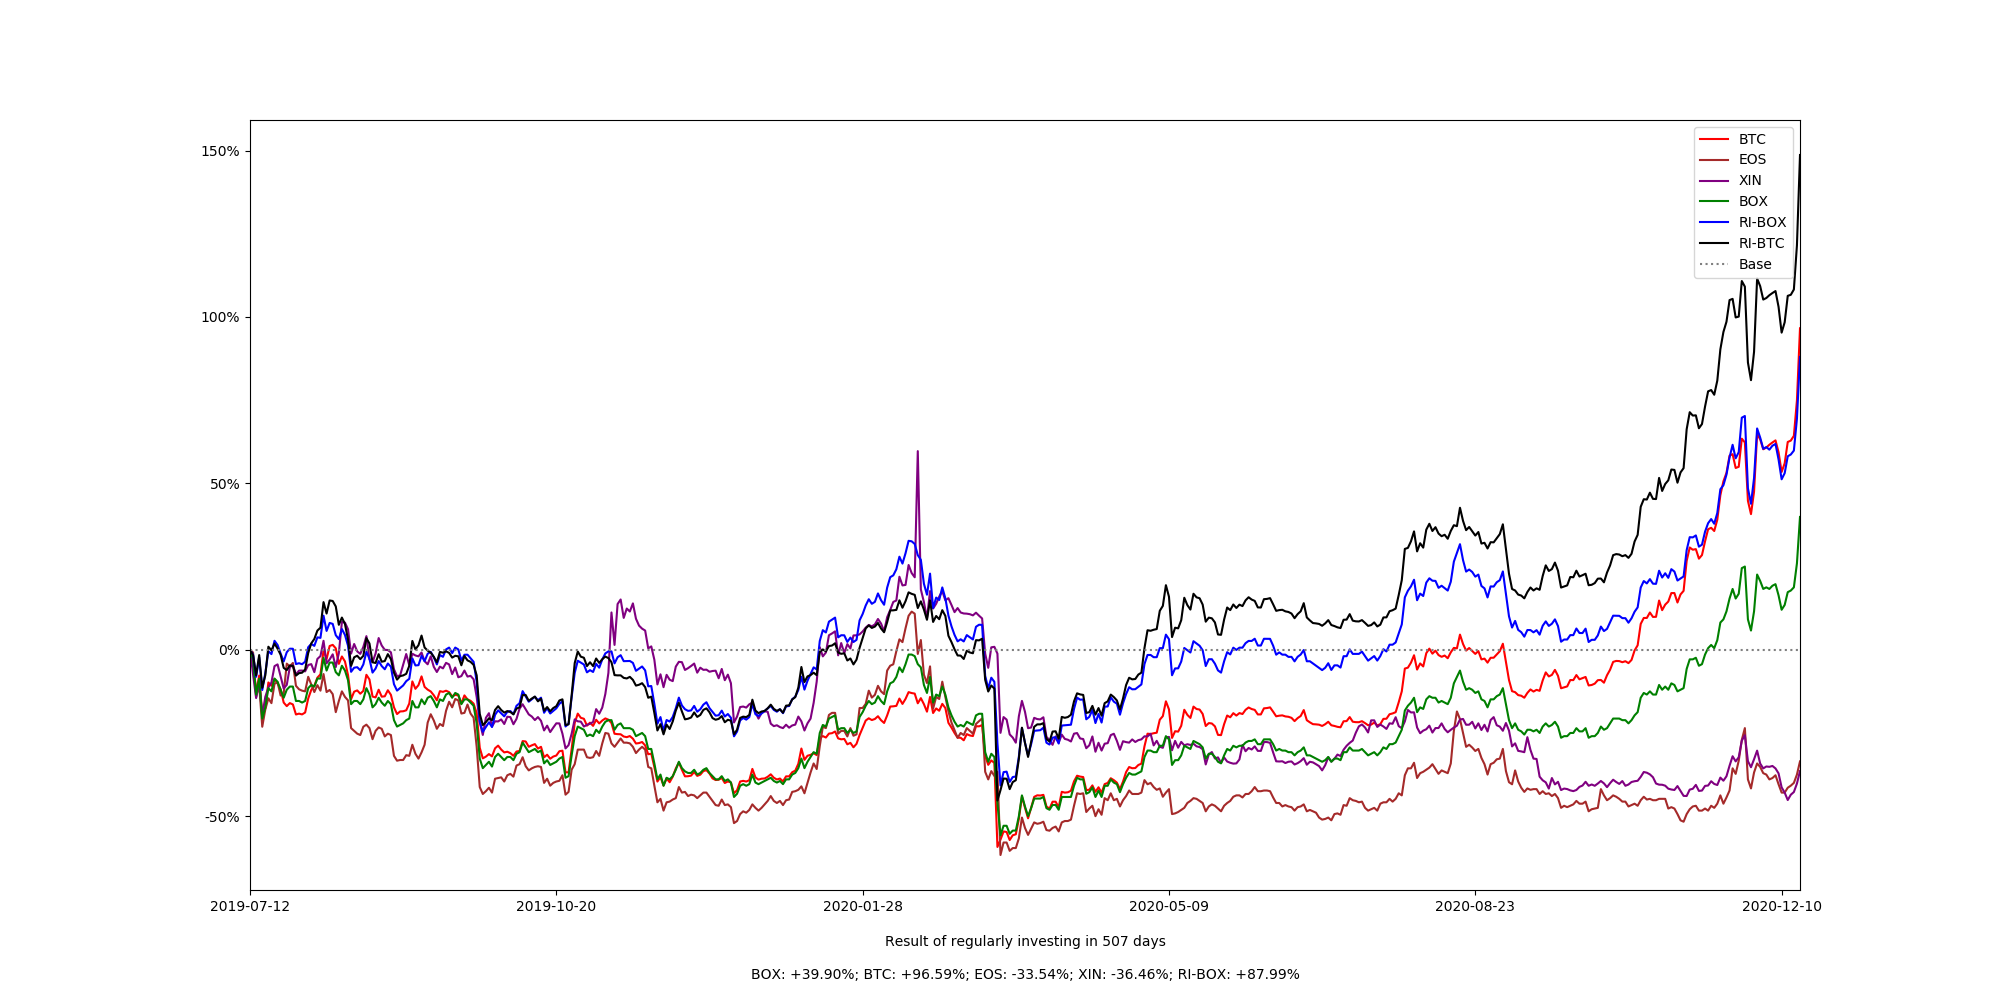 150%
100%
50%
0%
-50%
BTC
EOS
XIN
BOX
RI-BOX
RI-BTC
Base
2019-07-12 2019-10-20 2020-01-28 2020-05-09 2020-08-23 2020-12-10
Result of regularly investing in 507 days
BOX: +39.90%; BTC: +96.59%; EOS: -33.54%; XIN: -36.46%; RI-BOX: +87.99%